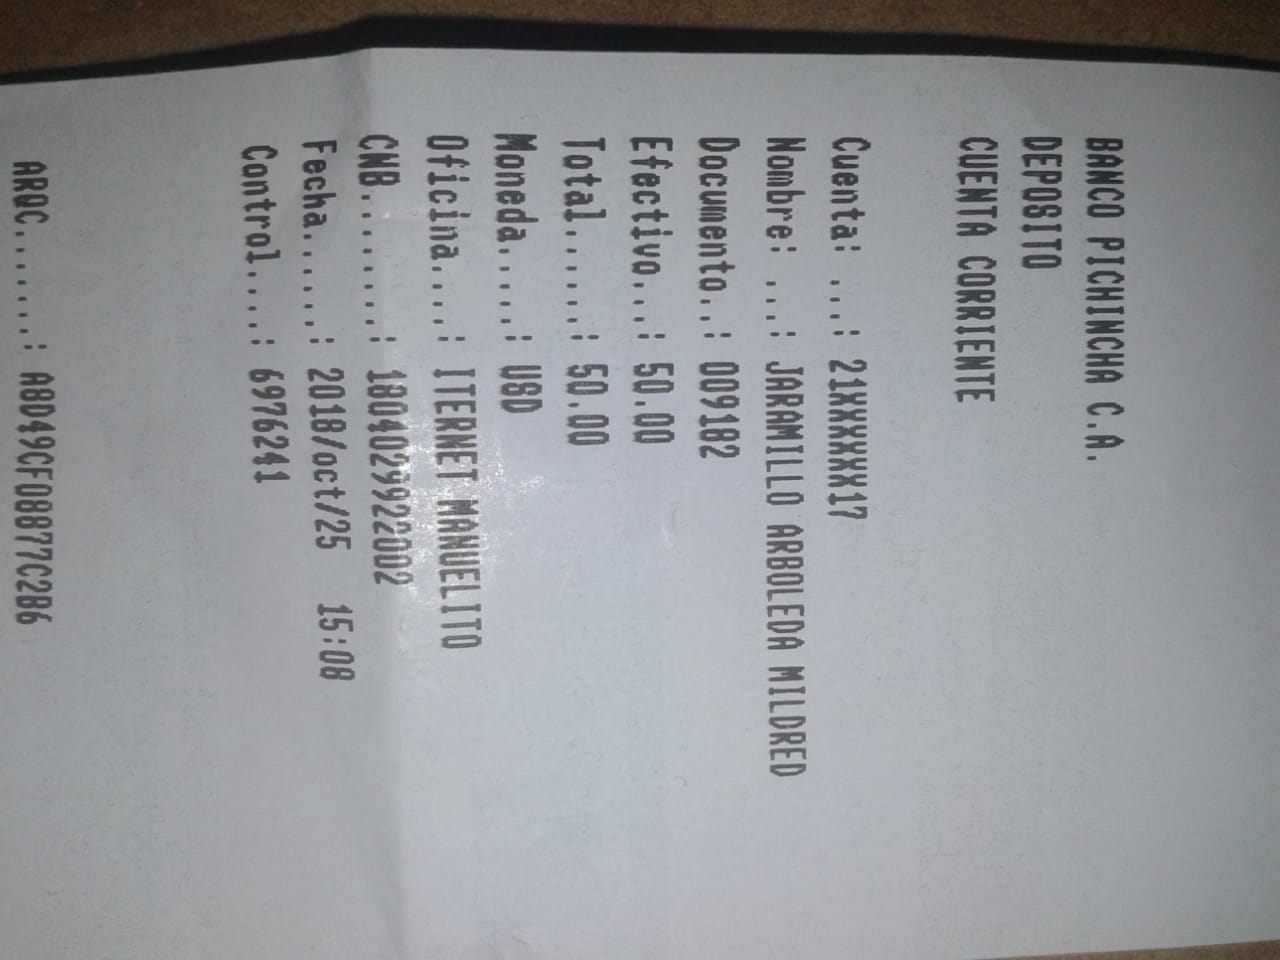 BANCO PICHINCHA C.A.
DEPOSITO
CUENTA CORRIENTE
Cuenta: ...: 21XXXXXX17
Nombre: ...: JARAMILLO ARBOLEDA MILDRED
Documento..: 009182
Efectivo...: 50.00
Total......: 50.00
Moneda.....: USD
Oficina....: ITERNET MANUELITO
CNB........: 1804029922002
Fecha......: 2018/oct/25 15:08
Control....: 6976241
ARQC.......: A8D49CF08877C2B6